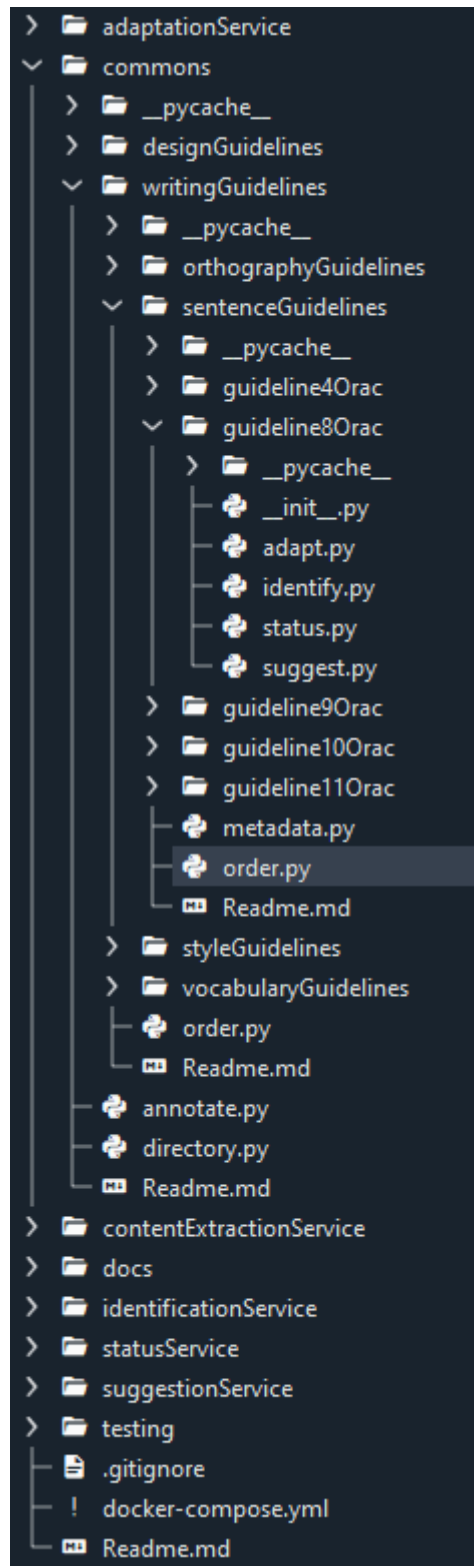 adaptationService
commons
__pycache__
designGuidelines
writingGuidelines
__pycache__
orthographyGuidelines
sentenceGuidelines
__pycache__
guideline4Orac
guideline8Orac
__pycache__
__init__.py
adapt.py
identify.py
status.py
suggest.py
guideline9Orac
guideline10Orac
guideline11Orac
metadata.py
order.py
Readme.md
styleGuidelines
vocabularyGuidelines
order.py
Readme.md
annotate.py
directory.py
Readme.md
contentExtractionService
docs
identificationService
statusService
suggestionService
testing
.gitignore
! docker-compose.yml
Readme.md